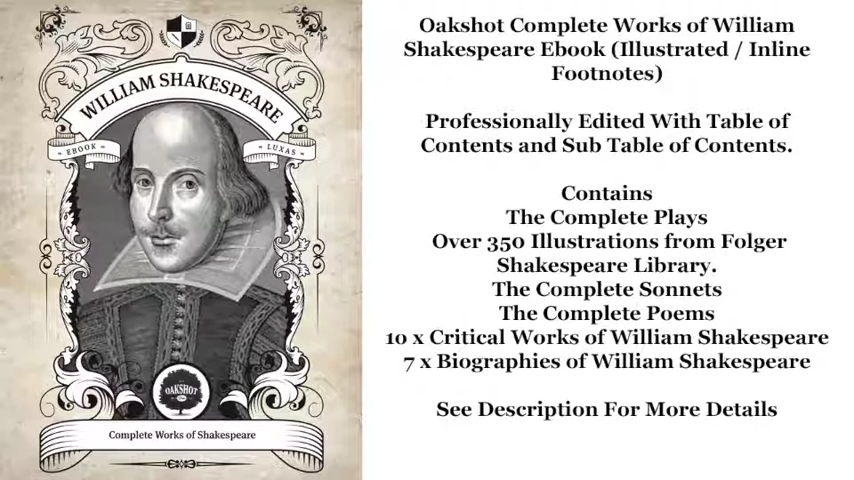 WILLIAM SHAKESPEARE
EBOOK
LUXAS
OAKSHOT
Complete Works of Shakespeare
Oakshot Complete Works of William
Shakespeare Ebook (Illustrated / Inline
Footnotes)
Professionally Edited With Table of
Contents and Sub Table of Contents.
Contains
The Complete Plays
Over 350 Illustrations from Folger
Shakespeare Library.
The Complete Sonnets
The Complete Poems
10 x Critical Works of William Shakespeare
7 x Biographies of William Shakespeare
See Description For More Details